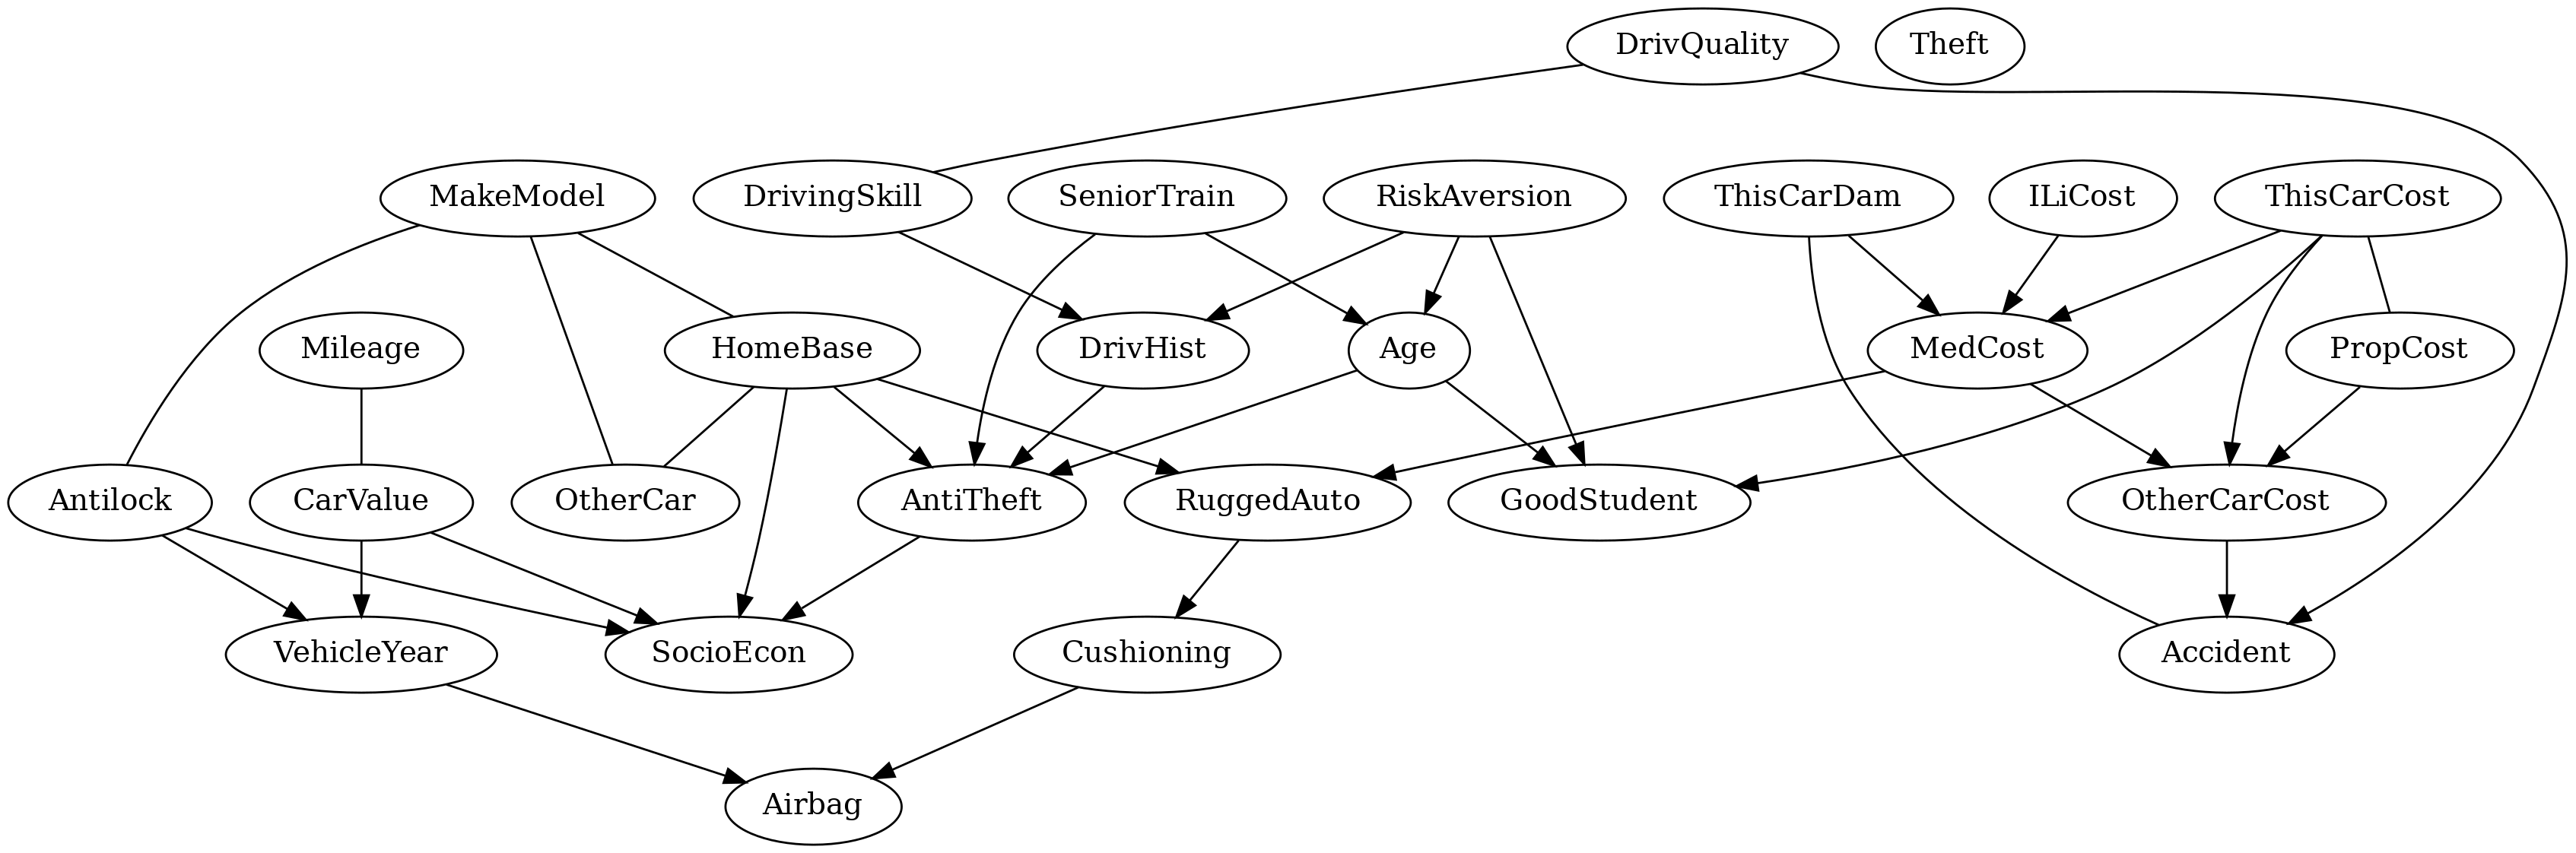 DrivQuality
Theft
MakeModel
DrivingSkill
SeniorTrain
RiskAversion
ThisCarDam
ILiCost
ThisCarCost
Mileage
HomeBase
DrivHist
Age
MedCost
PropCost
Antilock
CarValue
OtherCar
AntiTheft
RuggedAuto
GoodStudent
OtherCarCost
VehicleYear
SocioEcon
Cushioning
Accident
Airbag